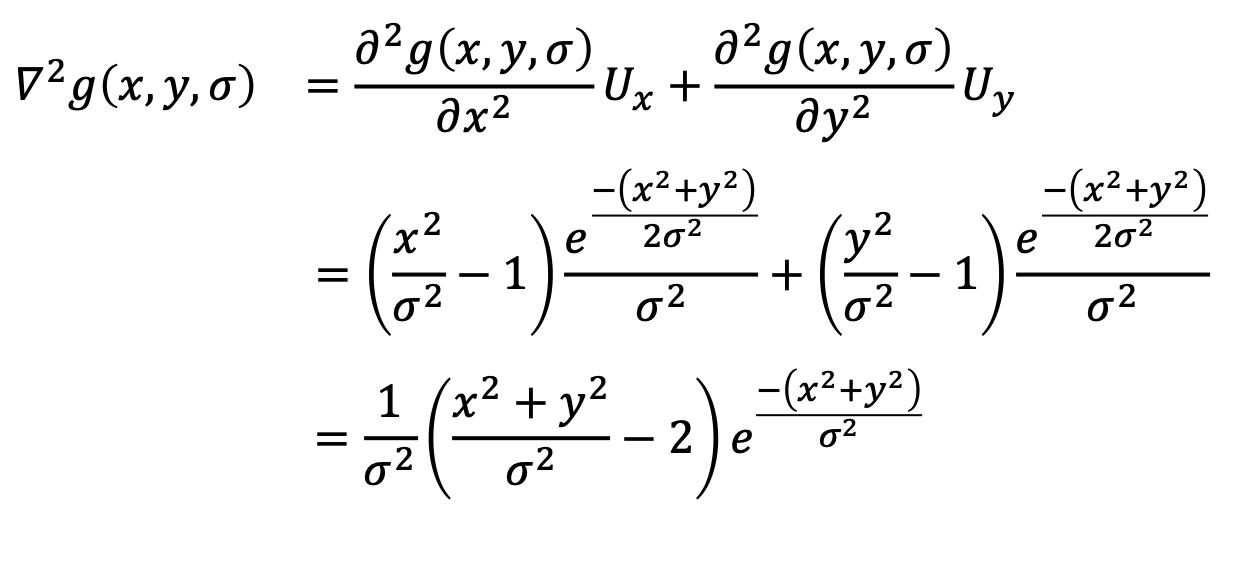 ∇²g(x, y, σ) = ∂²g(x, y, σ)/∂x² Uₓ + ∂²g(x, y, σ)/∂y² U_y
= (x²/σ² − 1) e^(−(x²+y²)/2σ²)/σ² + (y²/σ² − 1) e^(−(x²+y²)/2σ²)/σ²
= 1/σ² ((x² + y²)/σ² − 2) e^(−(x²+y²)/σ²)